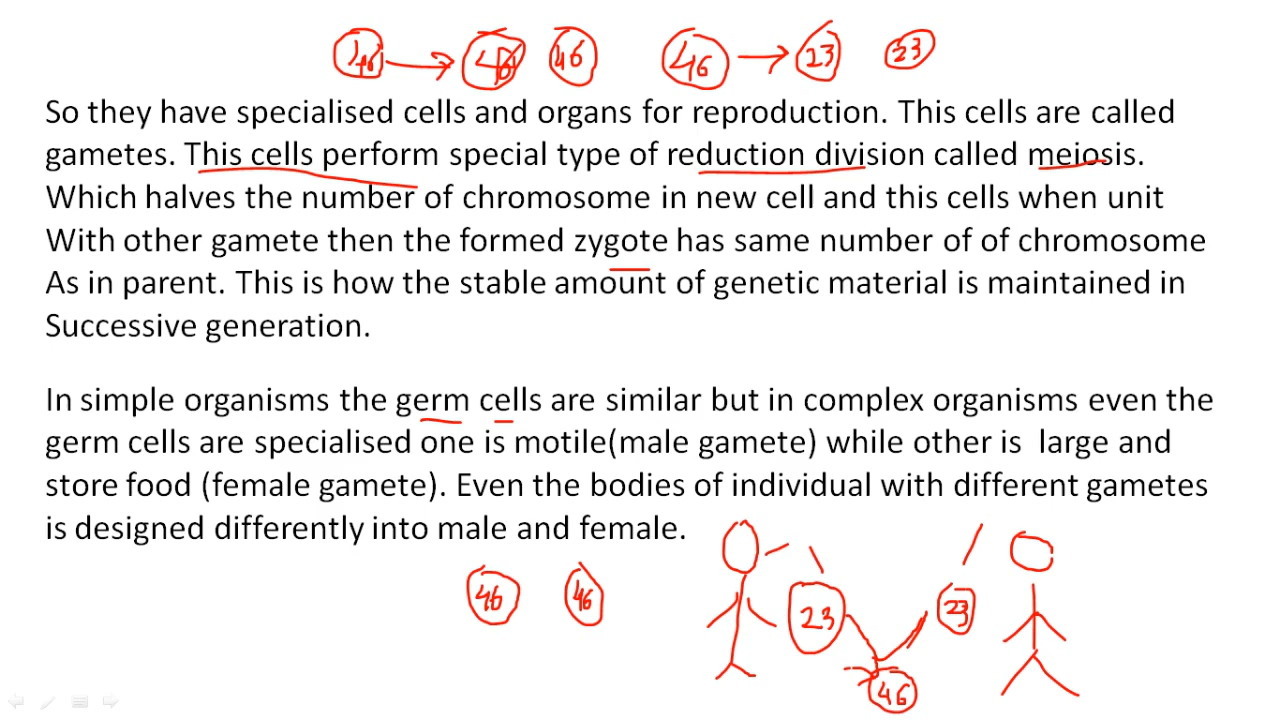 46 46 46 46 23 23
So they have specialised cells and organs for reproduction. This cells are called
gametes. This cells perform special type of reduction division called meiosis.
Which halves the number of chromosome in new cell and this cells when unit
With other gamete then the formed zygote has same number of of chromosome
As in parent. This is how the stable amount of genetic material is maintained in
Successive generation.
In simple organisms the germ cells are similar but in complex organisms even the
germ cells are specialised one is motile(male gamete) while other is large and
store food (female gamete). Even the bodies of individual with different gametes
is designed differently into male and female.
46 46 23 23
46